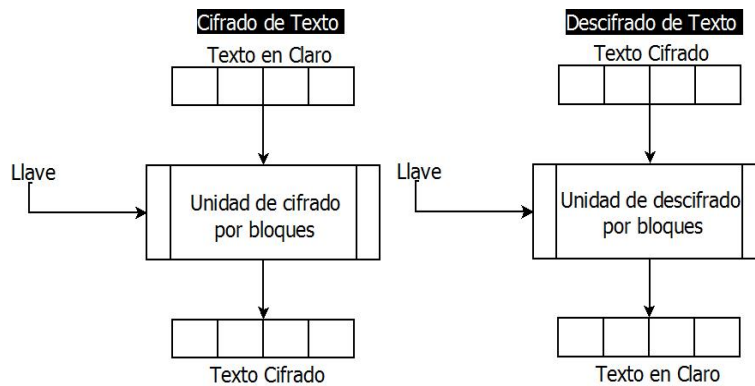 Cifrado de Texto
Texto en Claro
Llave
Unidad de cifrado
por bloques
Texto Cifrado
Descifrado de Texto
Texto Cifrado
Llave
Unidad de descifrado
por bloques
Texto en Claro